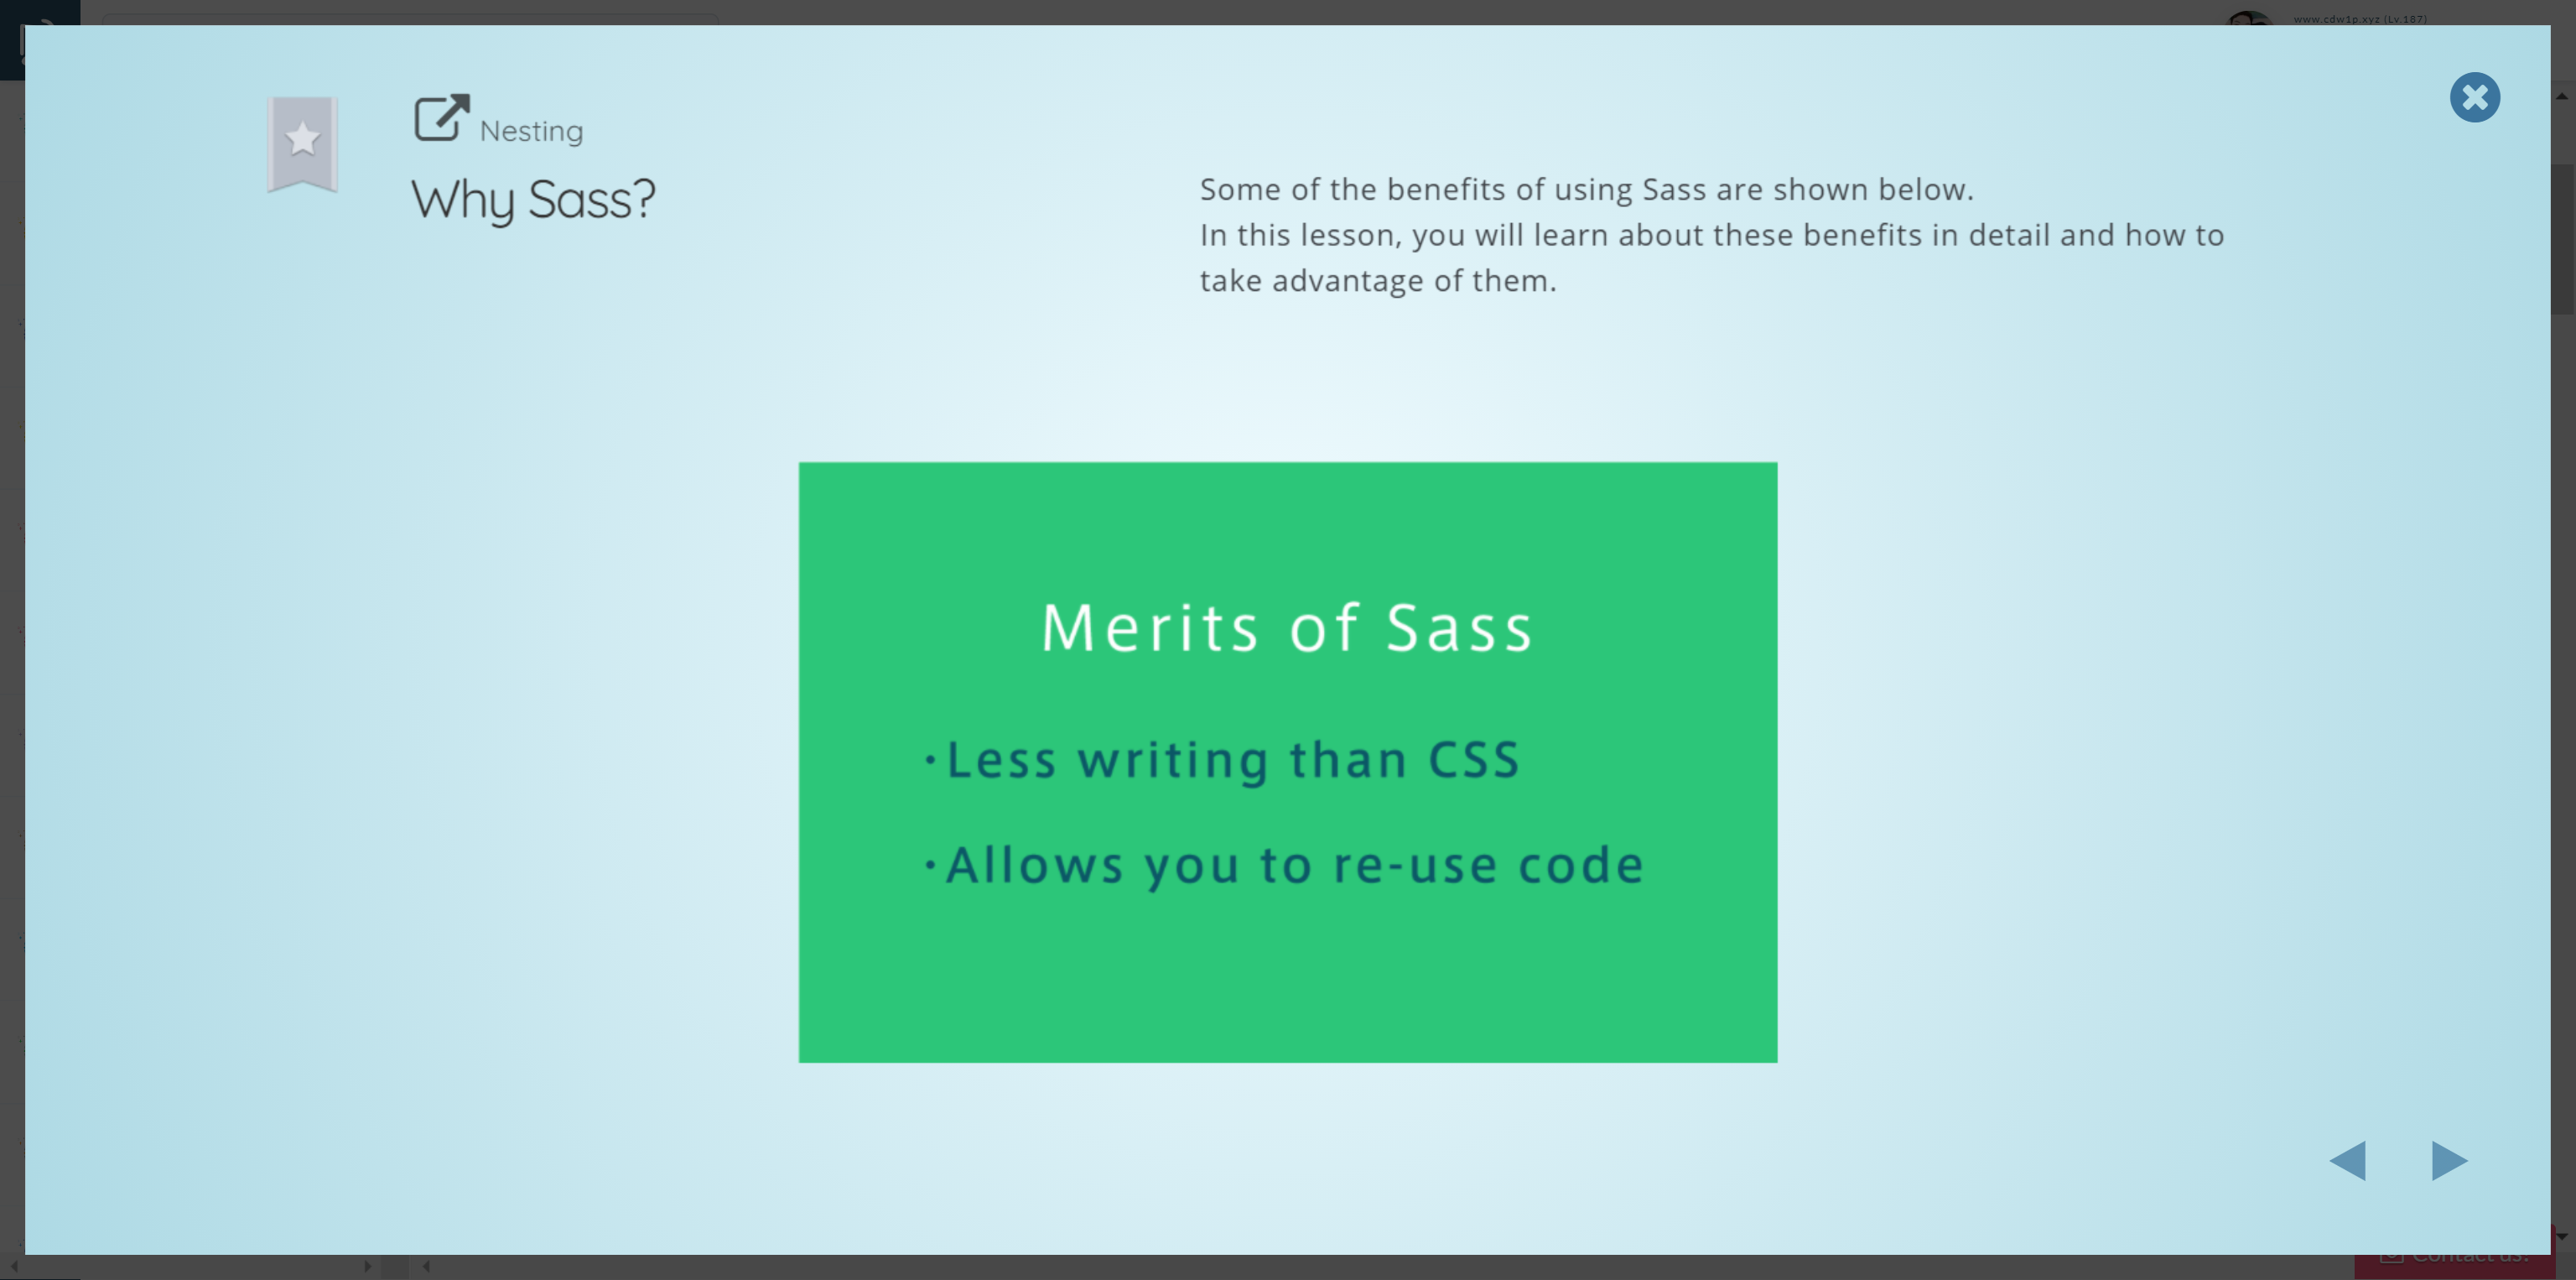 www.cdw1p.xyz (Lv.187)
Nesting
Why Sass?
Some of the benefits of using Sass are shown below.
In this lesson, you will learn about these benefits in detail and how to
take advantage of them.
Merits of Sass
·Less writing than CSS
·Allows you to re-use code
Contact us!